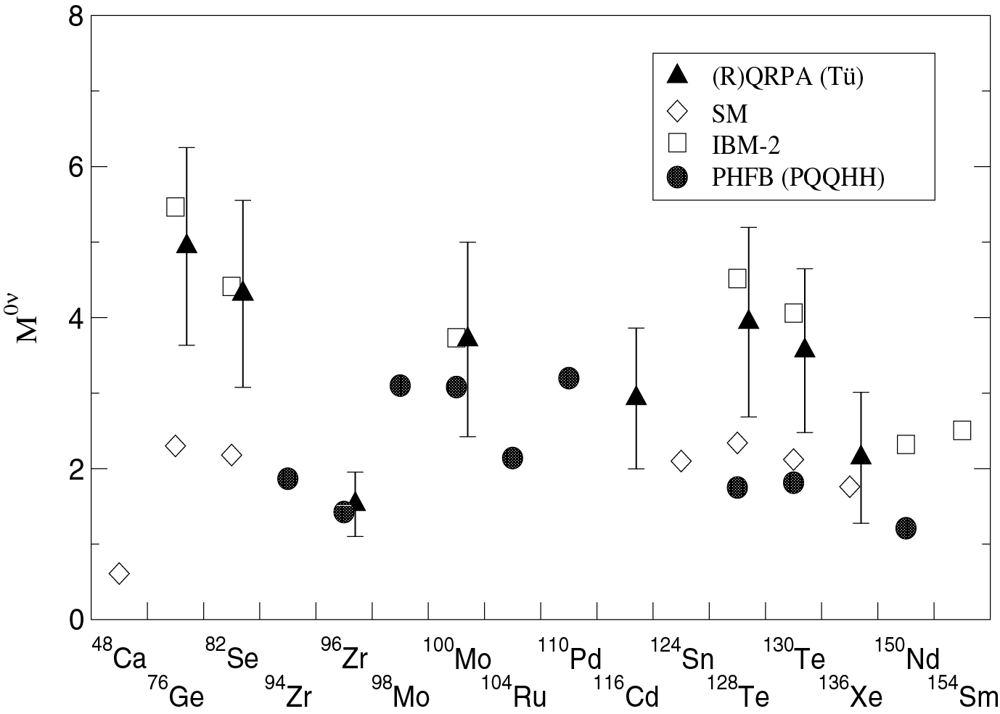 8
6
4
2
0
M^0ν
(R)QRPA (Tü)
SM
IBM-2
PHFB (PQQHH)
^48Ca ^82Se ^96Zr ^100Mo ^110Pd ^124Sn ^130Te ^150Nd
^76Ge ^94Zr ^98Mo ^104Ru ^116Cd ^128Te ^136Xe ^154Sm